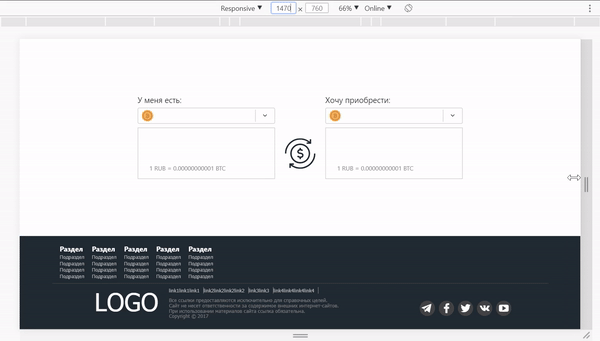 Responsive ▼ 1470 × 760 66% ▼ Online ▼
У меня есть: Хочу приобрести:
1 RUB = 0.00000000001 BTC 1 RUB = 0.00000000001 BTC
Раздел Раздел Раздел Раздел Раздел
Подраздел Подраздел Подраздел Подраздел Подраздел
Подраздел Подраздел Подраздел Подраздел Подраздел
Подраздел Подраздел Подраздел Подраздел Подраздел
Подраздел Подраздел Подраздел Подраздел Подраздел
link1link1link1 link2link2link2link2 link3link3 link4link4link4link4
LOGO
Все ссылки предоставляются исключительно для справочных целей.
Сайт не несет ответственности за содержание внешних интернет-сайтов.
При использовании материалов сайта ссылка обязательна.
Copyright © 2017